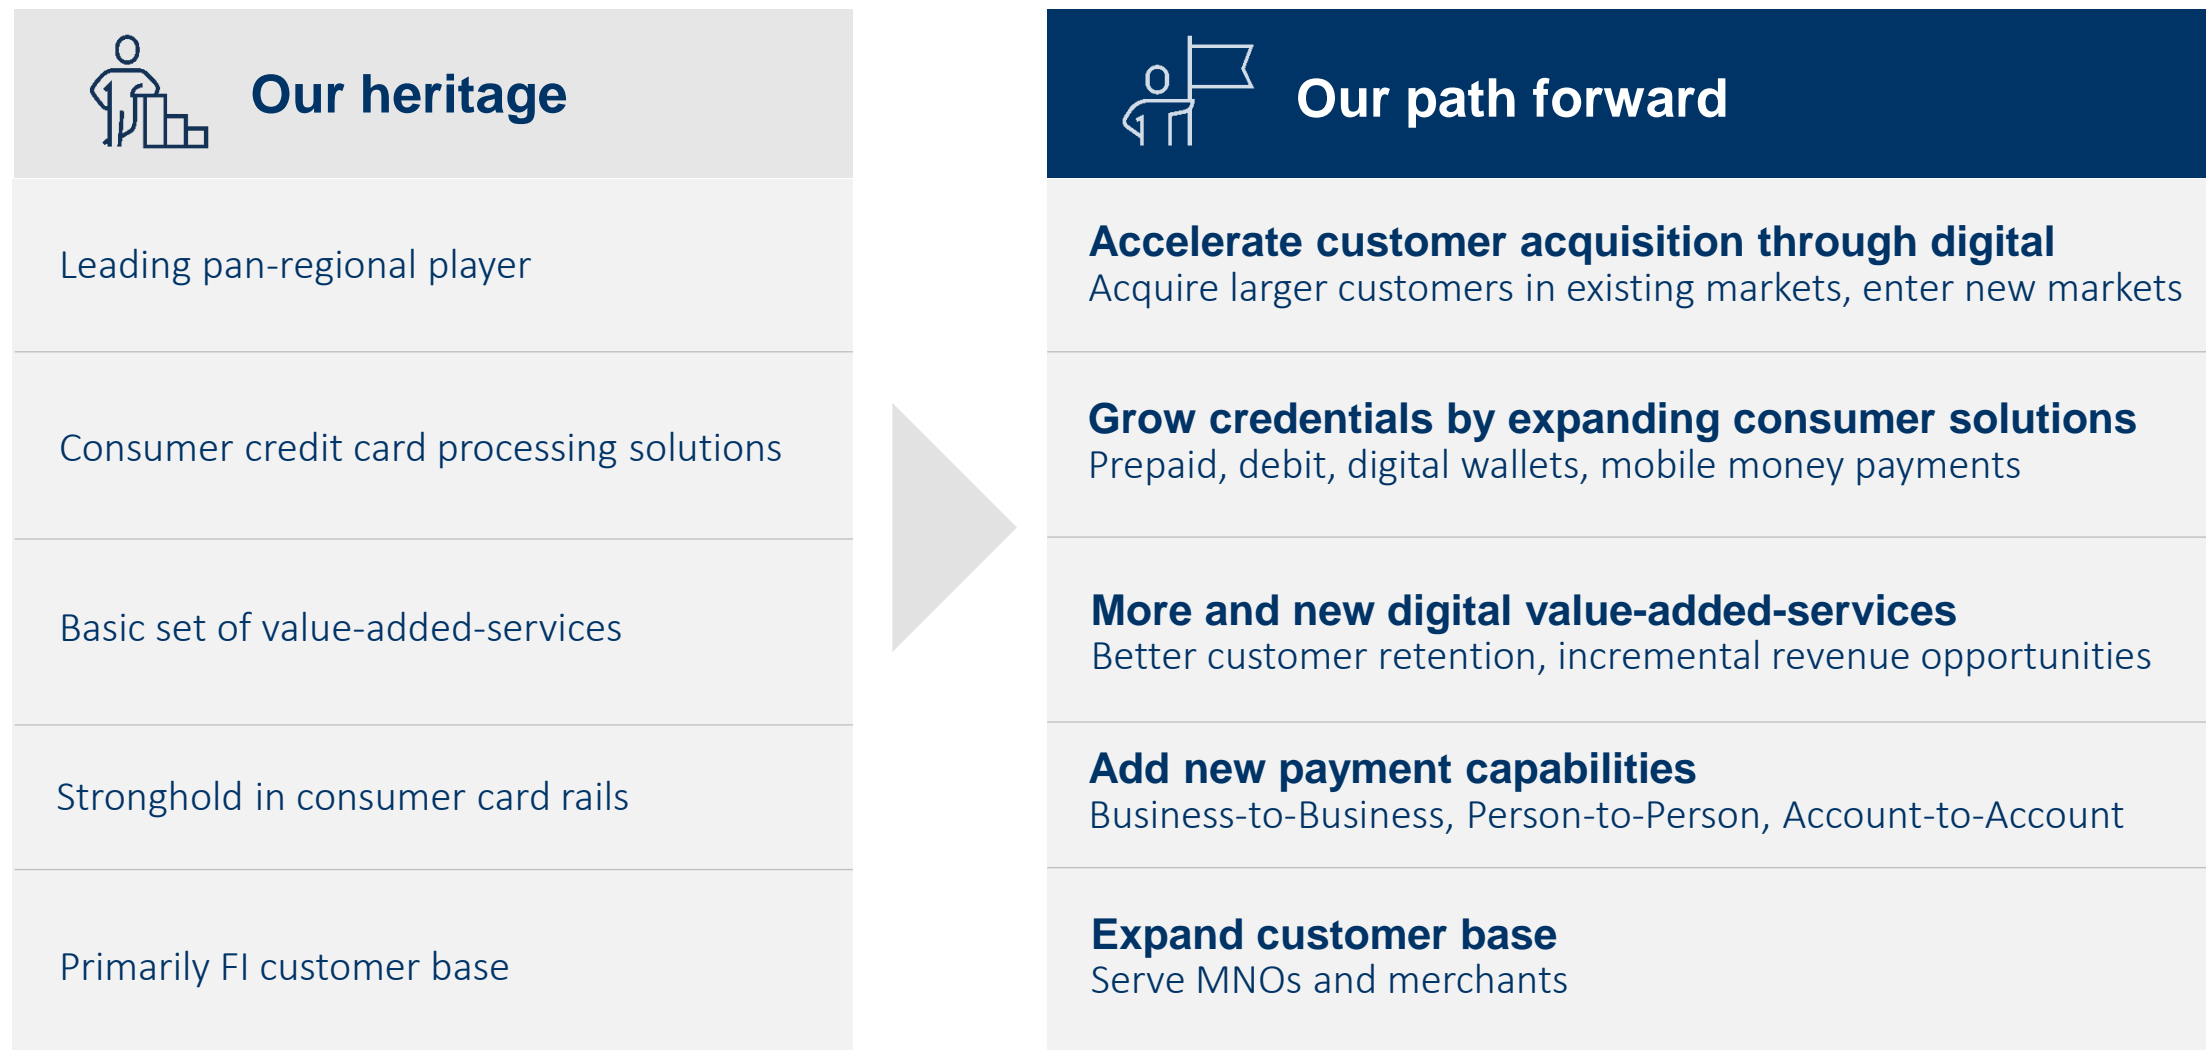 Our heritage
Leading pan-regional player
Consumer credit card processing solutions
Basic set of value-added-services
Stronghold in consumer card rails
Primarily FI customer base
Our path forward
Accelerate customer acquisition through digital
Acquire larger customers in existing markets, enter new markets
Grow credentials by expanding consumer solutions
Prepaid, debit, digital wallets, mobile money payments
More and new digital value-added-services
Better customer retention, incremental revenue opportunities
Add new payment capabilities
Business-to-Business, Person-to-Person, Account-to-Account
Expand customer base
Serve MNOs and merchants